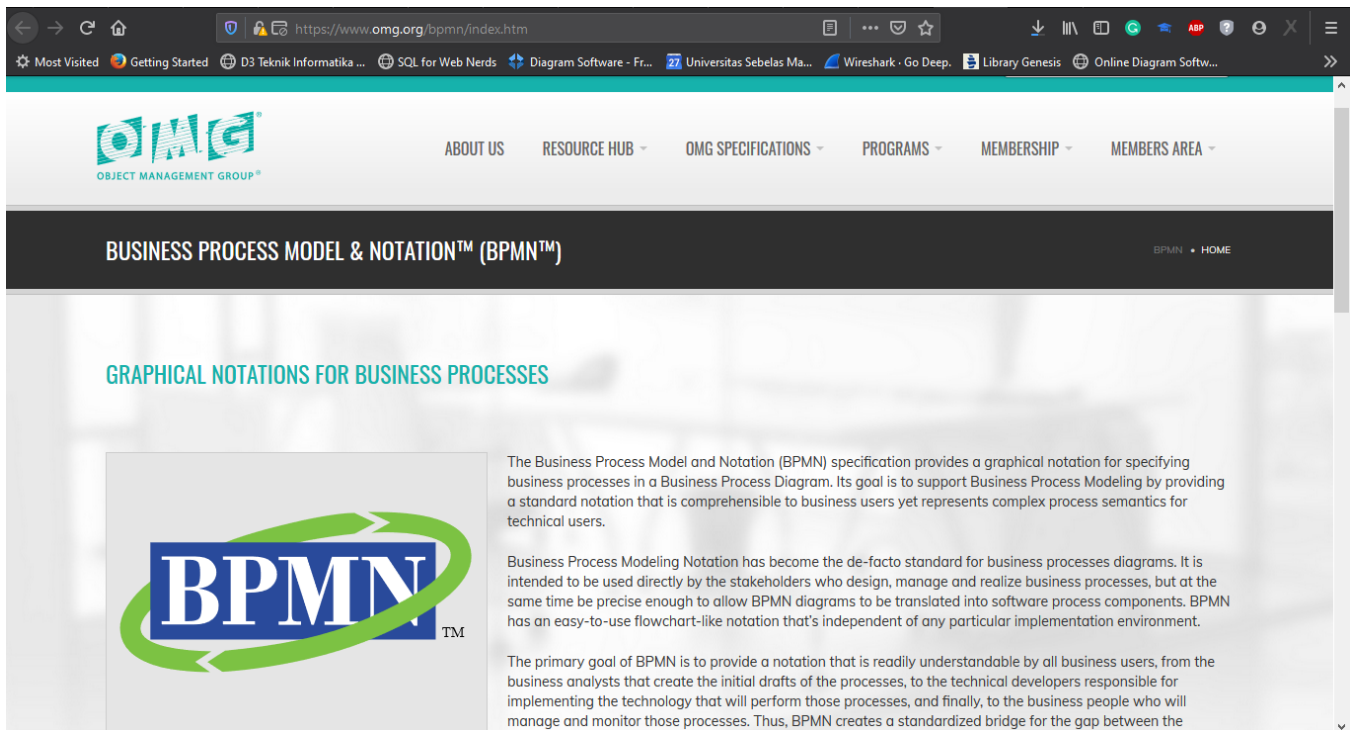 https://www.omg.org/bpmn/index.htm
Most Visited Getting Started D3 Teknik Informatika ... SQL for Web Nerds Diagram Software - Fr... 27 Universitas Sebelas Ma... Wireshark · Go Deep. Library Genesis Online Diagram Softw...
G ABP
OMG®
OBJECT MANAGEMENT GROUP®
ABOUT US RESOURCE HUB OMG SPECIFICATIONS PROGRAMS MEMBERSHIP MEMBERS AREA
BUSINESS PROCESS MODEL & NOTATION™ (BPMN™)
BPMN • HOME
GRAPHICAL NOTATIONS FOR BUSINESS PROCESSES
BPMN TM
The Business Process Model and Notation (BPMN) specification provides a graphical notation for specifying
business processes in a Business Process Diagram. Its goal is to support Business Process Modeling by providing
a standard notation that is comprehensible to business users yet represents complex process semantics for
technical users.
Business Process Modeling Notation has become the de-facto standard for business processes diagrams. It is
intended to be used directly by the stakeholders who design, manage and realize business processes, but at the
same time be precise enough to allow BPMN diagrams to be translated into software process components. BPMN
has an easy-to-use flowchart-like notation that's independent of any particular implementation environment.
The primary goal of BPMN is to provide a notation that is readily understandable by all business users, from the
business analysts that create the initial drafts of the processes, to the technical developers responsible for
implementing the technology that will perform those processes, and finally, to the business people who will
manage and monitor those processes. Thus, BPMN creates a standardized bridge for the gap between the